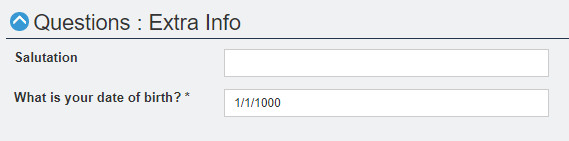 Questions : Extra Info
Salutation
What is your date of birth? * 1/1/1000